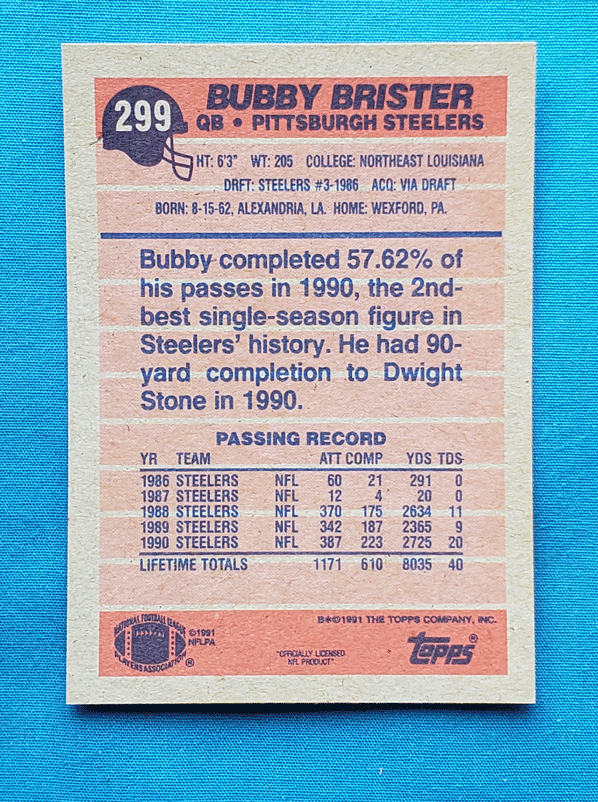 299
BUBBY BRISTER
QB • PITTSBURGH STEELERS
HT: 6'3" WT: 205 COLLEGE: NORTHEAST LOUISIANA
DRFT: STEELERS #3-1986 ACQ: VIA DRAFT
BORN: 8-15-62, ALEXANDRIA, LA. HOME: WEXFORD, PA.
Bubby completed 57.62% of
his passes in 1990, the 2nd-
best single-season figure in
Steelers' history. He had 90-
yard completion to Dwight
Stone in 1990.
PASSING RECORD
YR TEAM ATT COMP YDS TDS
1986 STEELERS NFL 60 21 291 0
1987 STEELERS NFL 12 4 20 0
1988 STEELERS NFL 370 175 2634 11
1989 STEELERS NFL 342 187 2365 9
1990 STEELERS NFL 387 223 2725 20
LIFETIME TOTALS 1171 610 8035 40
B*©1991 THE TOPPS COMPANY, INC.
NATIONAL FOOTBALL LEAGUE
PLAYERS ASSOCIATION
®
©1991
NFLPA
"OFFICIALLY LICENSED
NFL PRODUCT"
topps®